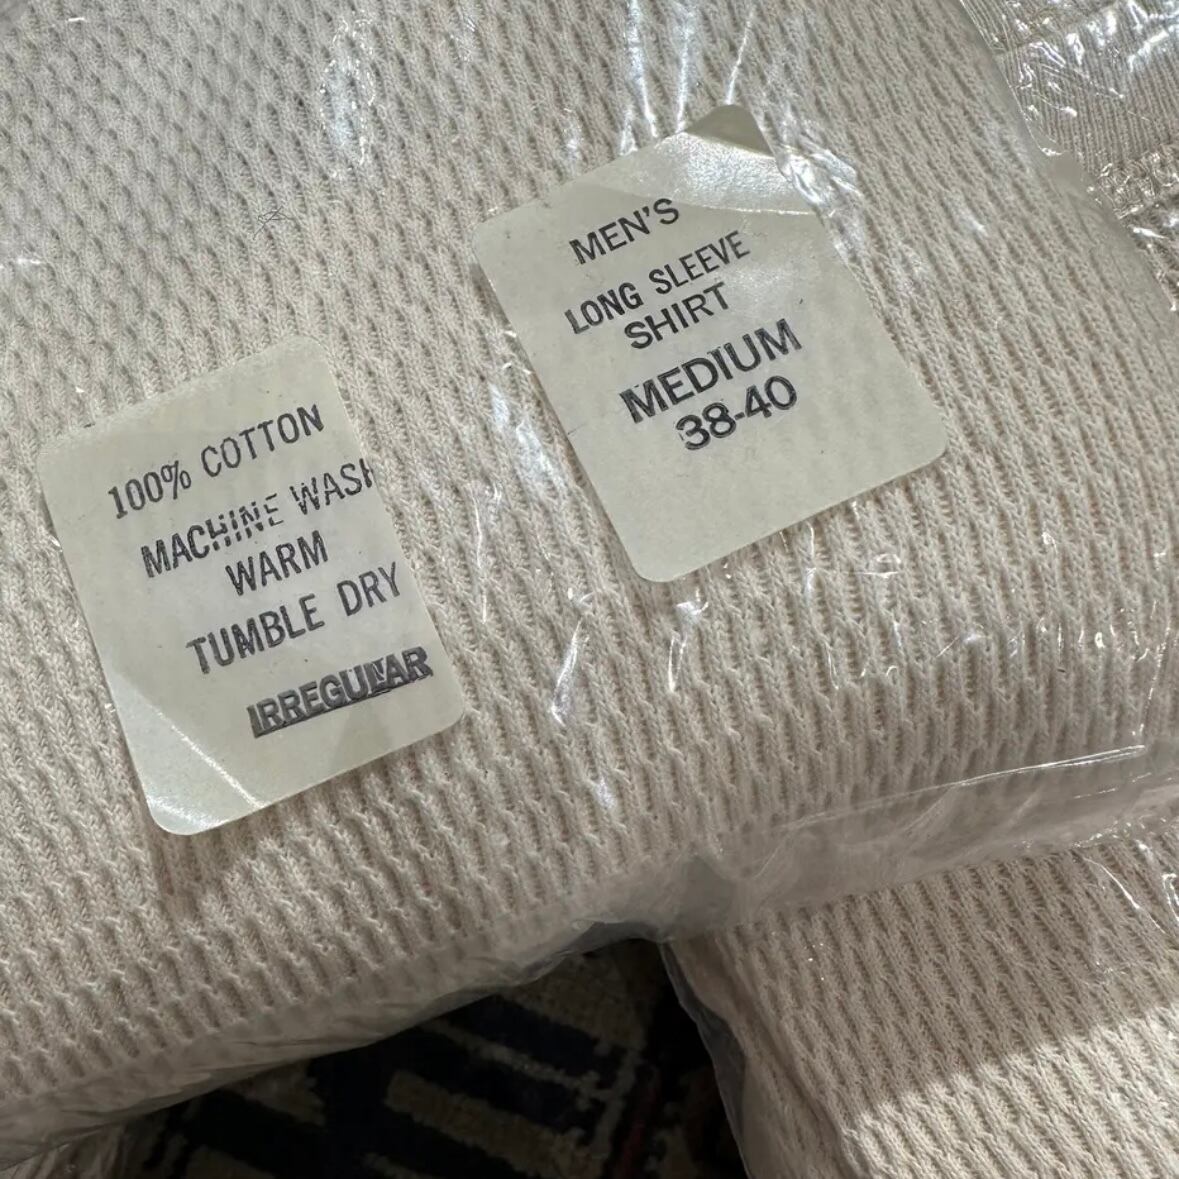 MEN'S
LONG SLEEVE
SHIRT
MEDIUM
38-40
100% COTTON
MACHINE WASH
WARM
TUMBLE DRY
IRREGULAR